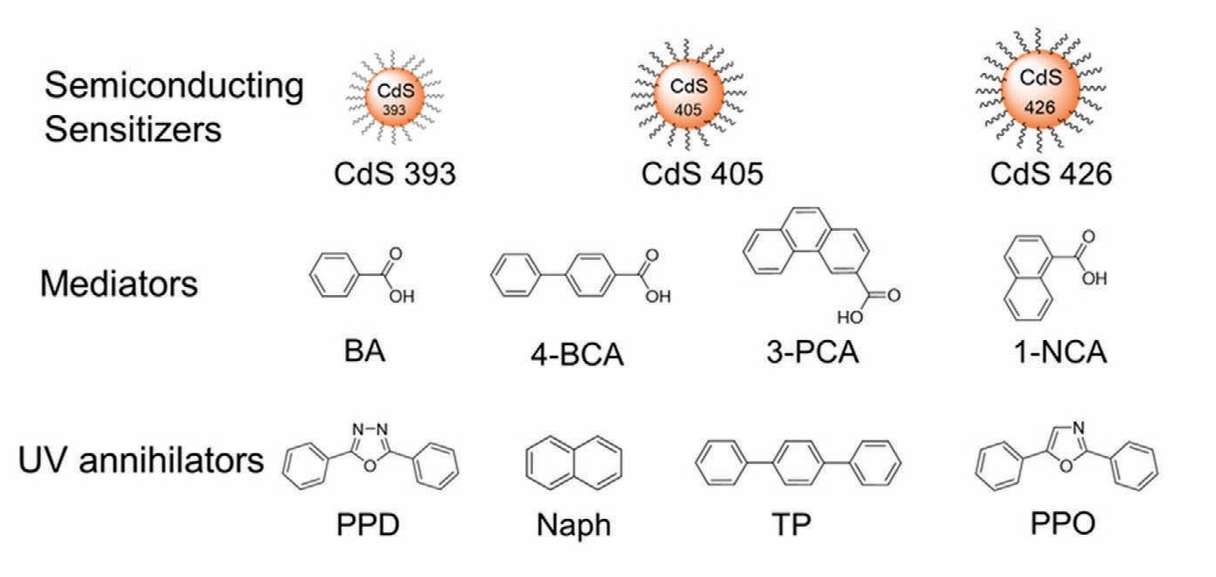 Semiconducting
Sensitizers
CdS
393
CdS 393
CdS
405
CdS 405
CdS
426
CdS 426
Mediators
O
OH
BA
O
OH
4-BCA
O
HO
3-PCA
O
OH
1-NCA
UV annihilators
N N
O
PPD
Naph
TP
N
O
PPO